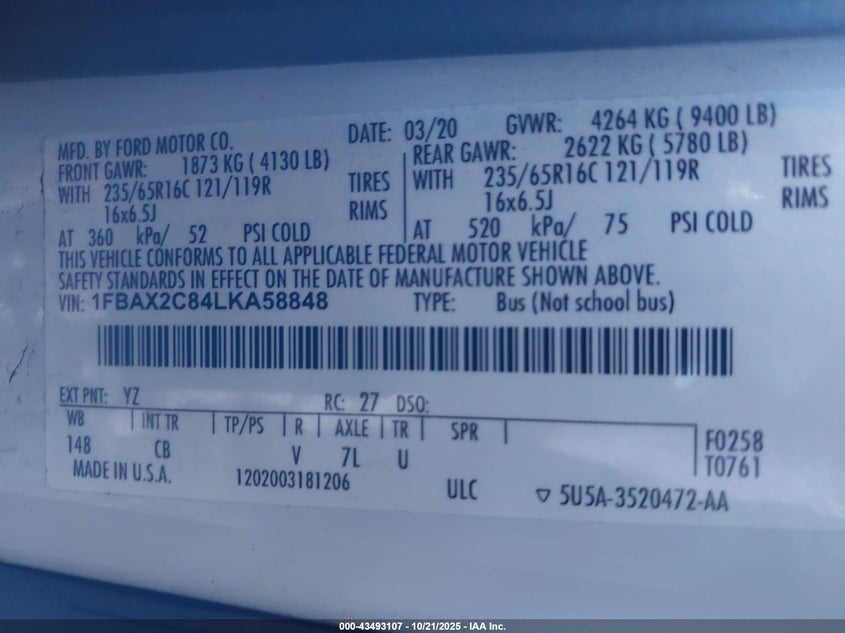 MFD. BY FORD MOTOR CO. DATE: 03/20 GVWR: 4264 KG ( 9400 LB)
FRONT GAWR: 1873 KG ( 4130 LB) REAR GAWR: 2622 KG ( 5780 LB)
WITH 235/65R16C 121/119R TIRES WITH 235/65R16C 121/119R TIRES
16x6.5J RIMS 16x6.5J RIMS
AT 360 kPa/ 52 PSI COLD AT 520 kPa/ 75 PSI COLD
THIS VEHICLE CONFORMS TO ALL APPLICABLE FEDERAL MOTOR VEHICLE
SAFETY STANDARDS IN EFFECT ON THE DATE OF MANUFACTURE SHOWN ABOVE.
VIN: 1FBAX2C84LKA58848 TYPE: Bus (Not school bus)
EXT PNT: YZ RC: 27 DSO:
WB INT TR TP/PS R AXLE TR SPR
148 CB V 7L U
F0258
T0761
MADE IN U.S.A. 1202003181206 ULC ▽ 5U5A-3520472-AA
000-43493107 - 10/21/2025 - IAA Inc.